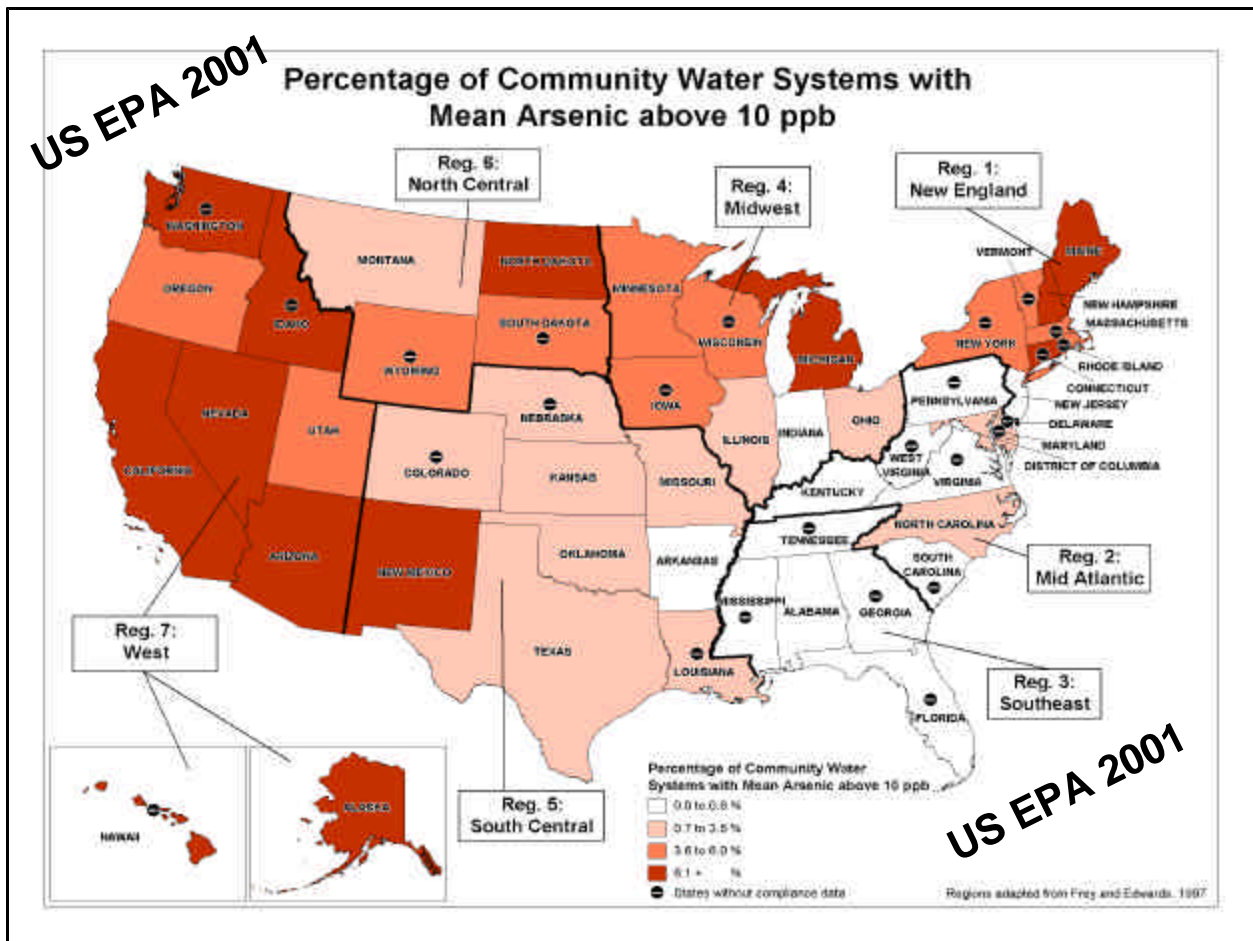 US EPA 2001
Percentage of Community Water Systems with
Mean Arsenic above 10 ppb
Reg. 6:
North Central
Reg. 4:
Midwest
Reg. 1:
New England
WASHINGTON
MONTANA
NORTH DAKOTA
MINNESOTA
VERMONT
MAINE
OREGON
IDAHO
SOUTH DAKOTA
WISCONSIN
MICHIGAN
NEW YORK
NEW HAMPSHIRE
MASSACHUSETTS
RHODE ISLAND
CONNECTICUT
NEW JERSEY
DELAWARE
MARYLAND
DISTRICT OF COLUMBIA
WYOMING
NEBRASKA
IOWA
PENNSYLVANIA
NEVADA
UTAH
COLORADO
KANSAS
MISSOURI
ILLINOIS
INDIANA
OHIO
WEST
VIRGINIA
VIRGINIA
KENTUCKY
CALIFORNIA
ARIZONA
NEW MEXICO
OKLAHOMA
ARKANSAS
TENNESSEE
NORTH CAROLINA
SOUTH
CAROLINA
Reg. 2:
Mid Atlantic
MISSISSIPPI
ALABAMA
GEORGIA
TEXAS
LOUISIANA
FLORIDA
Reg. 7:
West
Reg. 3:
Southeast
HAWAII
ALASKA
Reg. 5:
South Central
Percentage of Community Water
Systems with Mean Arsenic above 10 ppb
0.7 to 3.5 %
3.6 to 6.0 %
6.1 + %
States without compliance data
US EPA 2001
Regions adapted from Frey and Edwards, 1997